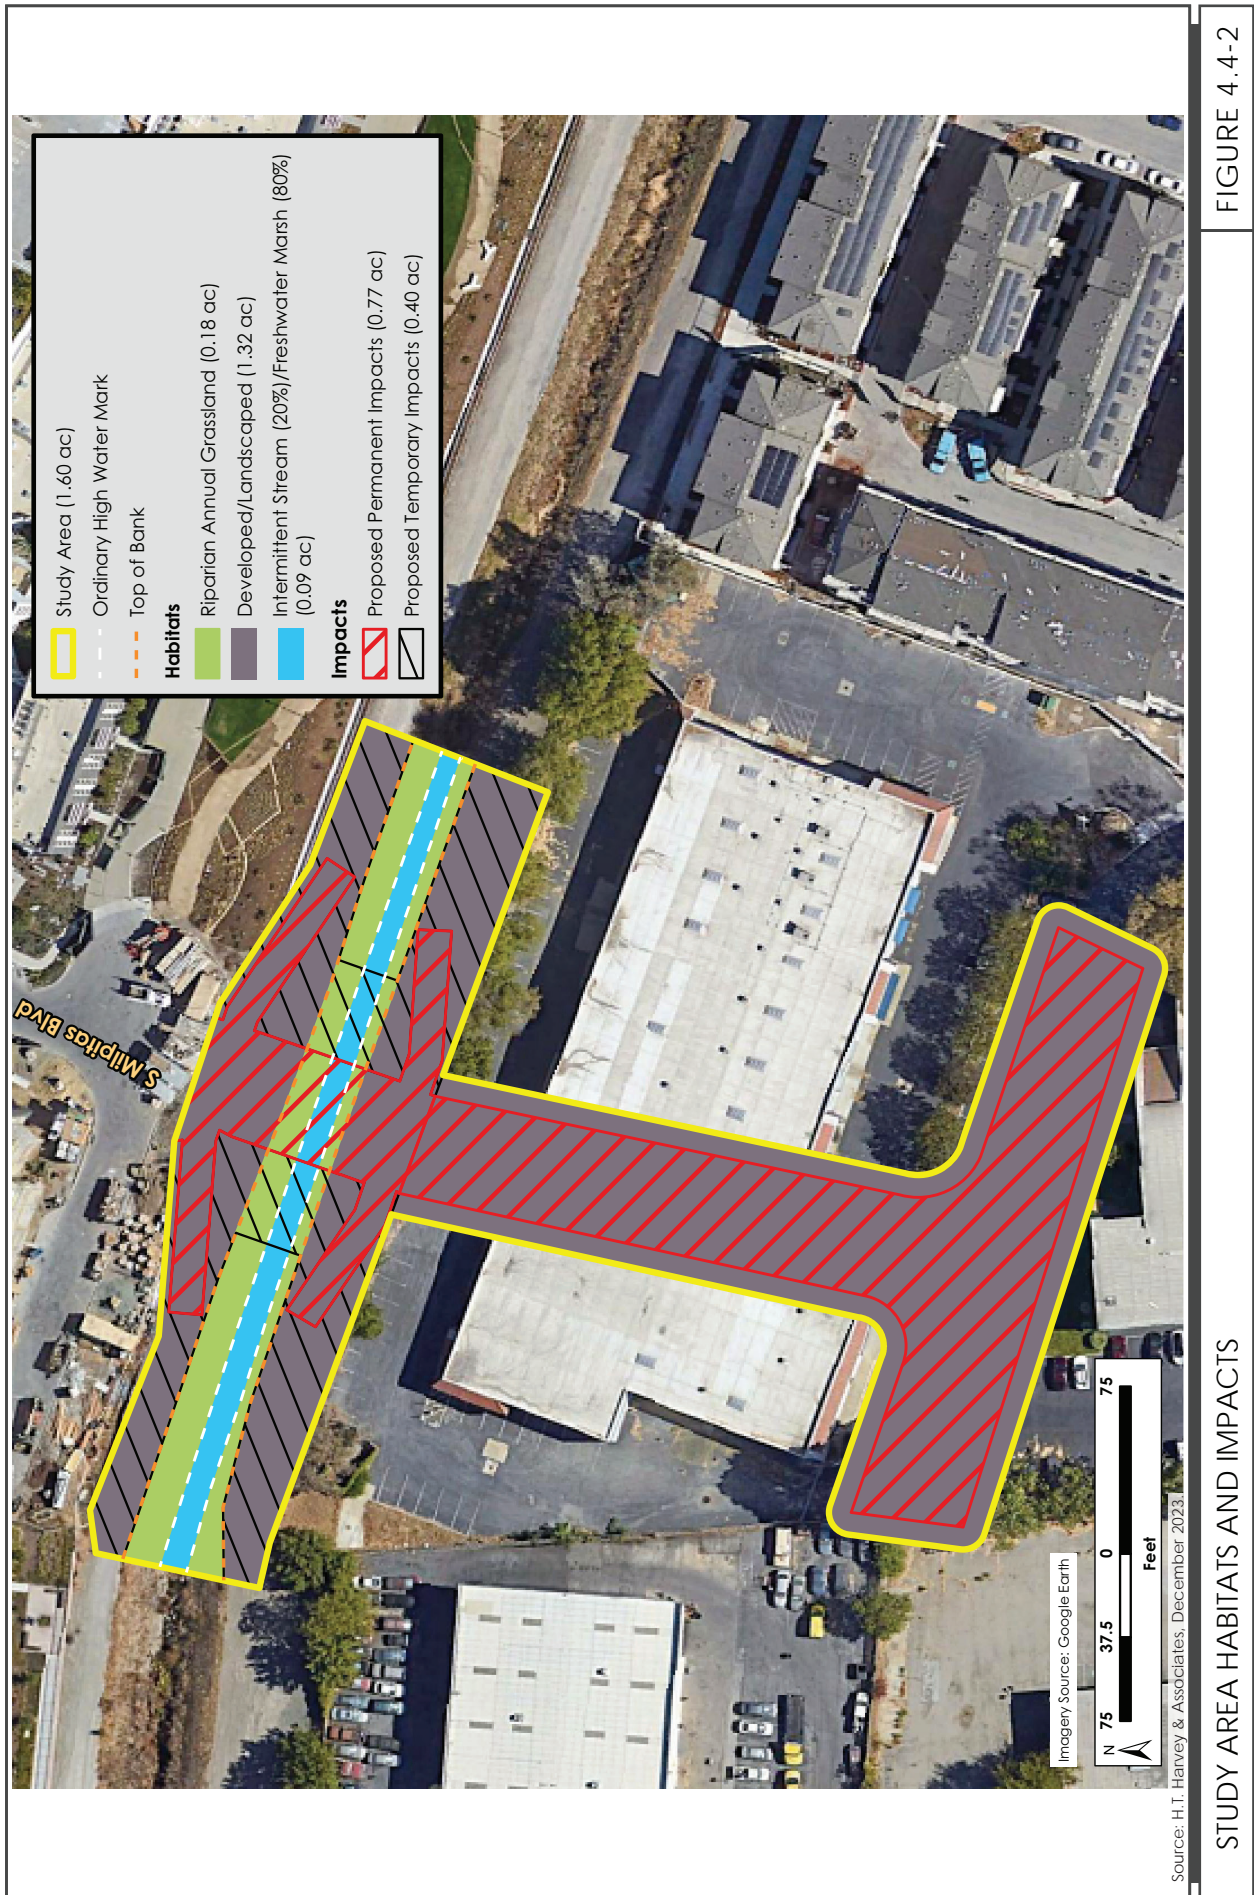 Study Area (1.60 ac)
Ordinary High Water Mark
Top of Bank
Habitats
Riparian Annual Grassland (0.18 ac)
Developed/Landscaped (1.32 ac)
Intermittent Stream (20%)/Freshwater Marsh (80%)
(0.09 ac)
Impacts
Proposed Permanent Impacts (0.77 ac)
Proposed Temporary Impacts (0.40 ac)
S Milpitas Blvd
Imagery Source: Google Earth
N
75 37.5 0 75
Feet
Source: H.T. Harvey & Associates, December 2023.
STUDY AREA HABITATS AND IMPACTS
FIGURE 4.4-2